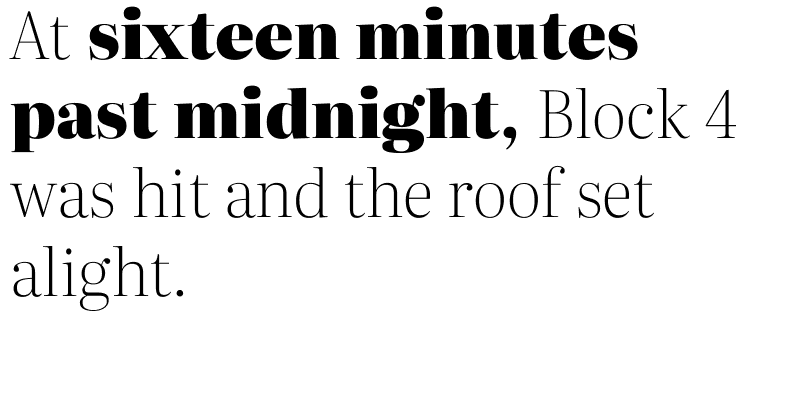 At sixteen minutes
past midnight, Block 4
was hit and the roof set
alight.